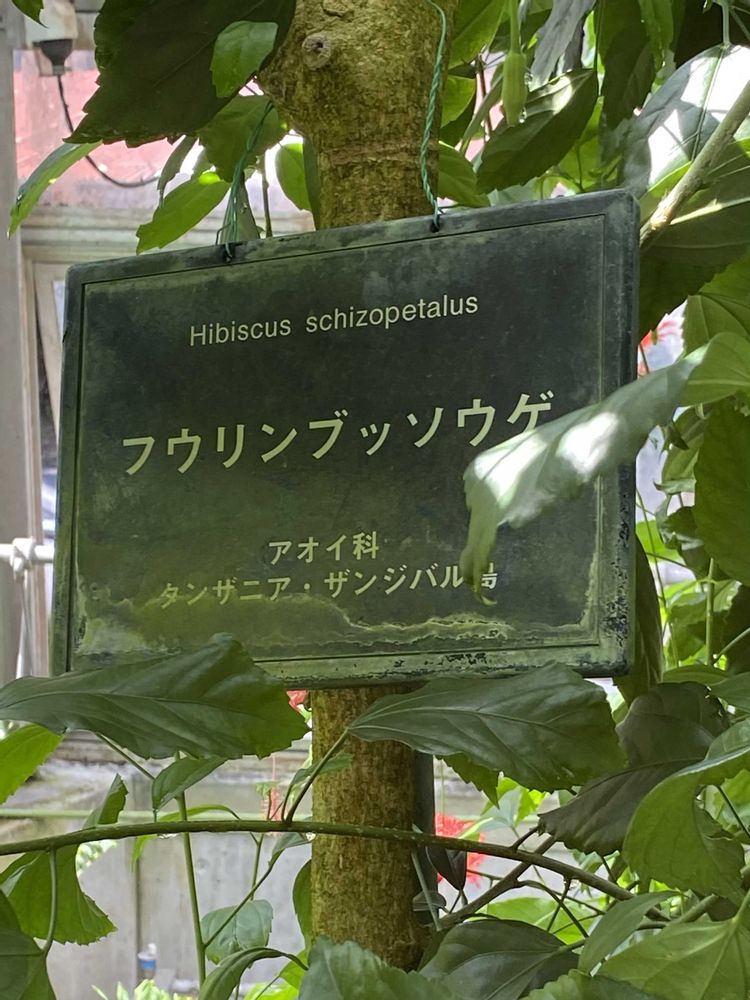 Hibiscus schizopetalus
フウリンブッソウゲ
アオイ科
タンザニア・ザンジバル島